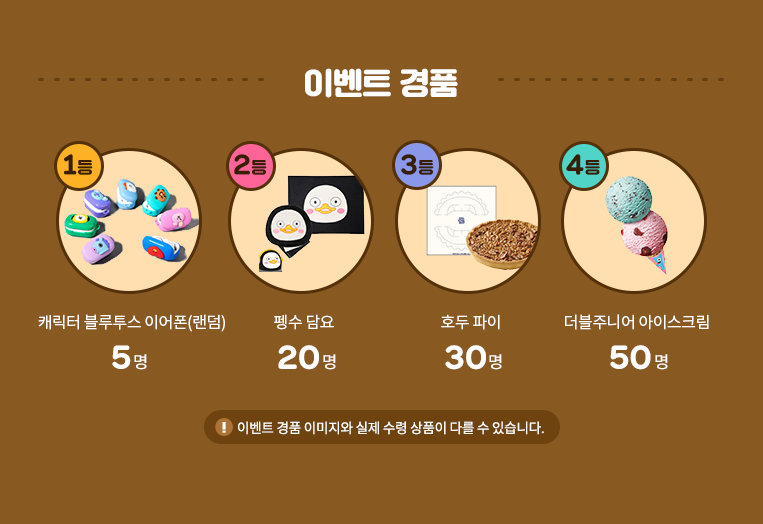 이벤트 경품
1등
2등
3등
4등
캐릭터 블루투스 이어폰(랜덤)
5명
펭수 담요
20명
호두 파이
30명
더블주니어 아이스크림
50명
! 이벤트 경품 이미지와 실제 수령 상품이 다를 수 있습니다.